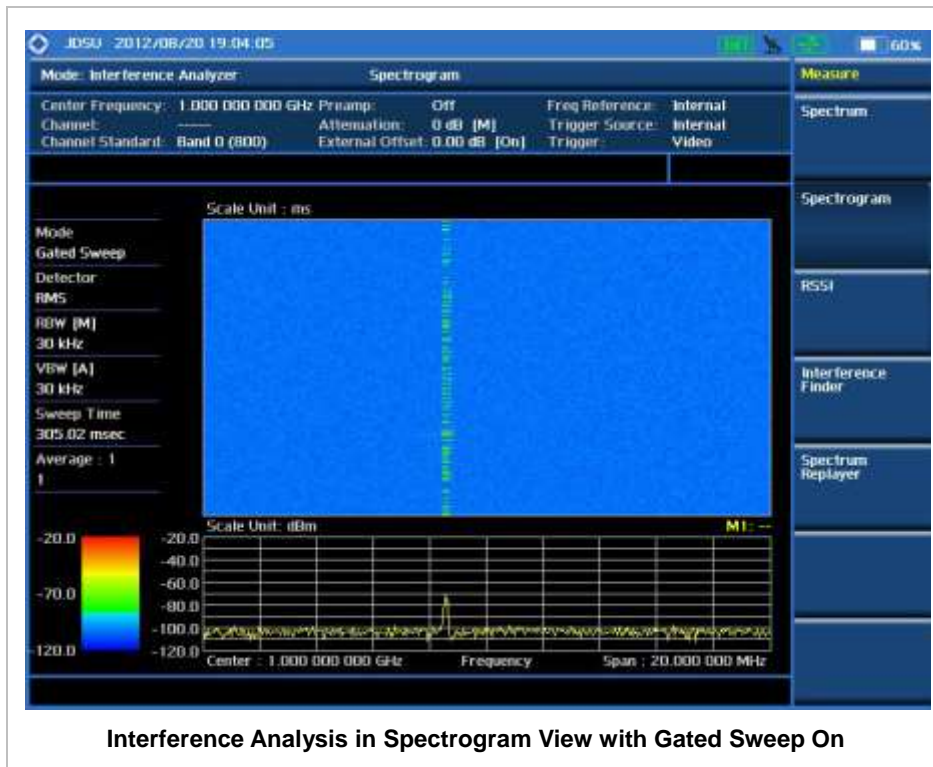 JDSU 2012/08/20 19:04:05
60%
Mode: Interference Analyzer Spectrogram
Measure
Center Frequency: 1.000 000 000 GHz Preamp: Off Freq Reference: Internal
Channel: ----- Attenuation: 0 dB [M] Trigger Source: Internal
Channel Standard: Band 0 (800) External Offset: 0.00 dB [On] Trigger: Video
Spectrum
Spectrogram
RSSI
Interference
Finder
Spectrum
Replayer
Scale Unit : ms
Mode
Gated Sweep
Detector
RMS
RBW [M]
30 kHz
VBW [A]
30 kHz
Sweep Time
305.02 msec
Average : 1
1
Scale Unit: dBm M1: --
-20.0
-70.0
-120.0
-20.0
-40.0
-60.0
-80.0
-100.0
-120.0
Center : 1.000 000 000 GHz Frequency Span : 20.000 000 MHz
Interference Analysis in Spectrogram View with Gated Sweep On